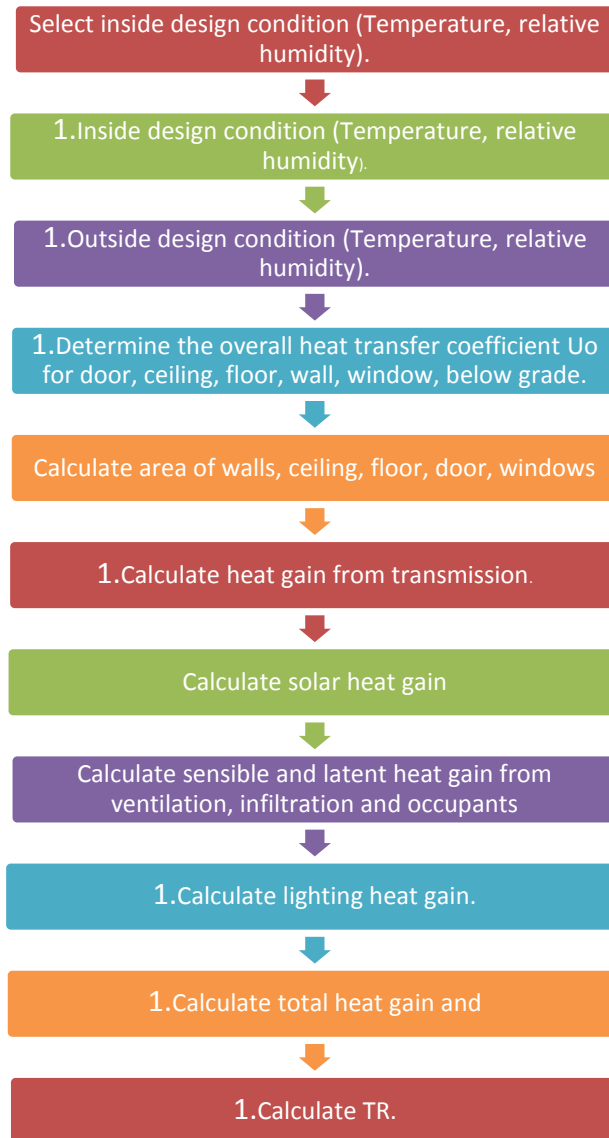 Select inside design condition (Temperature, relative
humidity).
1.Inside design condition (Temperature, relative
humidity).
1.Outside design condition (Temperature, relative
humidity).
1.Determine the overall heat transfer coefficient Uo
for door, ceiling, floor, wall, window, below grade.
Calculate area of walls, ceiling, floor, door, windows
1.Calculate heat gain from transmission.
Calculate solar heat gain
Calculate sensible and latent heat gain from
ventilation, infiltration and occupants
1.Calculate lighting heat gain.
1.Calculate total heat gain and
1.Calculate TR.